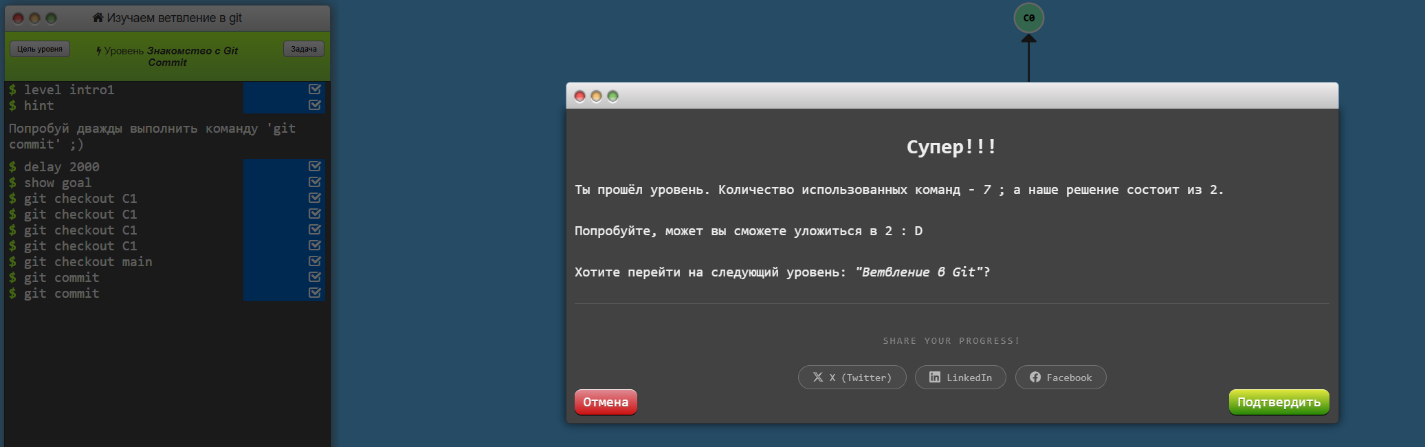 Изучаем ветвление в git
Цель уровня
Уровень Знакомство с Git
Commit
Задача
$ level intro1
$ hint
Попробуй дважды выполнить команду 'git
commit' ;)
$ delay 2000
$ show goal
$ git checkout C1
$ git checkout C1
$ git checkout C1
$ git checkout C1
$ git checkout main
$ git commit
$ git commit
C0
Супер!!!
Ты прошёл уровень. Количество использованных команд - 7 ; а наше решение состоит из 2.
Попробуйте, может вы сможете уложиться в 2 : D
Хотите перейти на следующий уровень: "Ветвление в Git"?
SHARE YOUR PROGRESS!
X (Twitter)
LinkedIn
Facebook
Отмена
Подтвердить